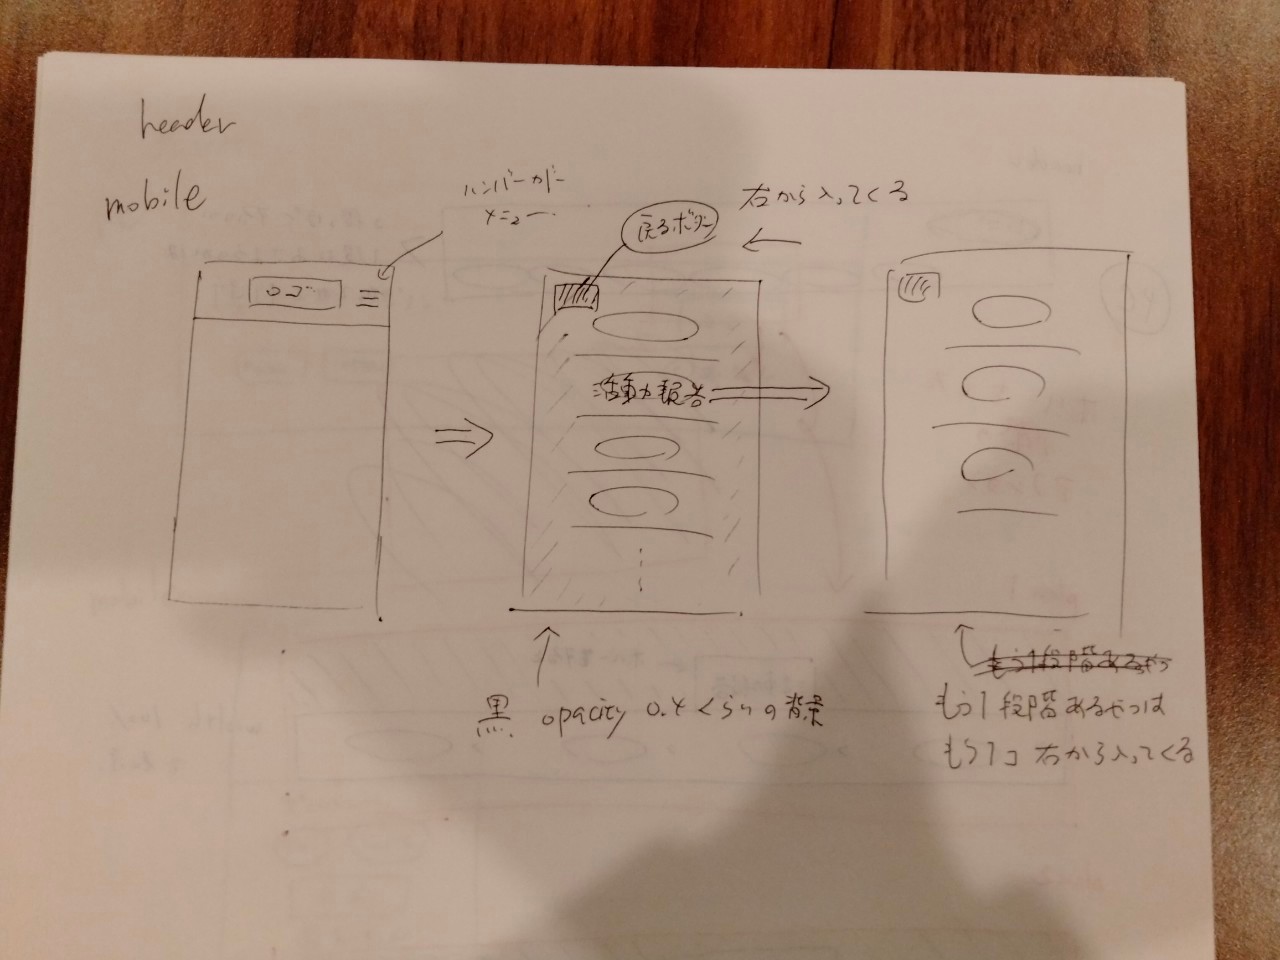 header
mobile
ハンバーガー
メニュー
戻るボタン
右から入ってくる
ロゴ
活動報告
黒 opacity 0.4くらいの背景
もう1段階あるやつ
もう1段階あるやつは
もう1コ右から入ってくる